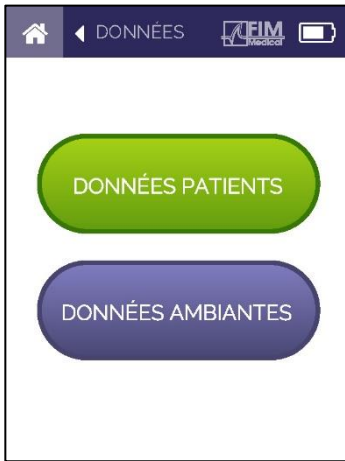 DONNÉES
FIM
Medical
DONNÉES PATIENTS
DONNÉES AMBIANTES